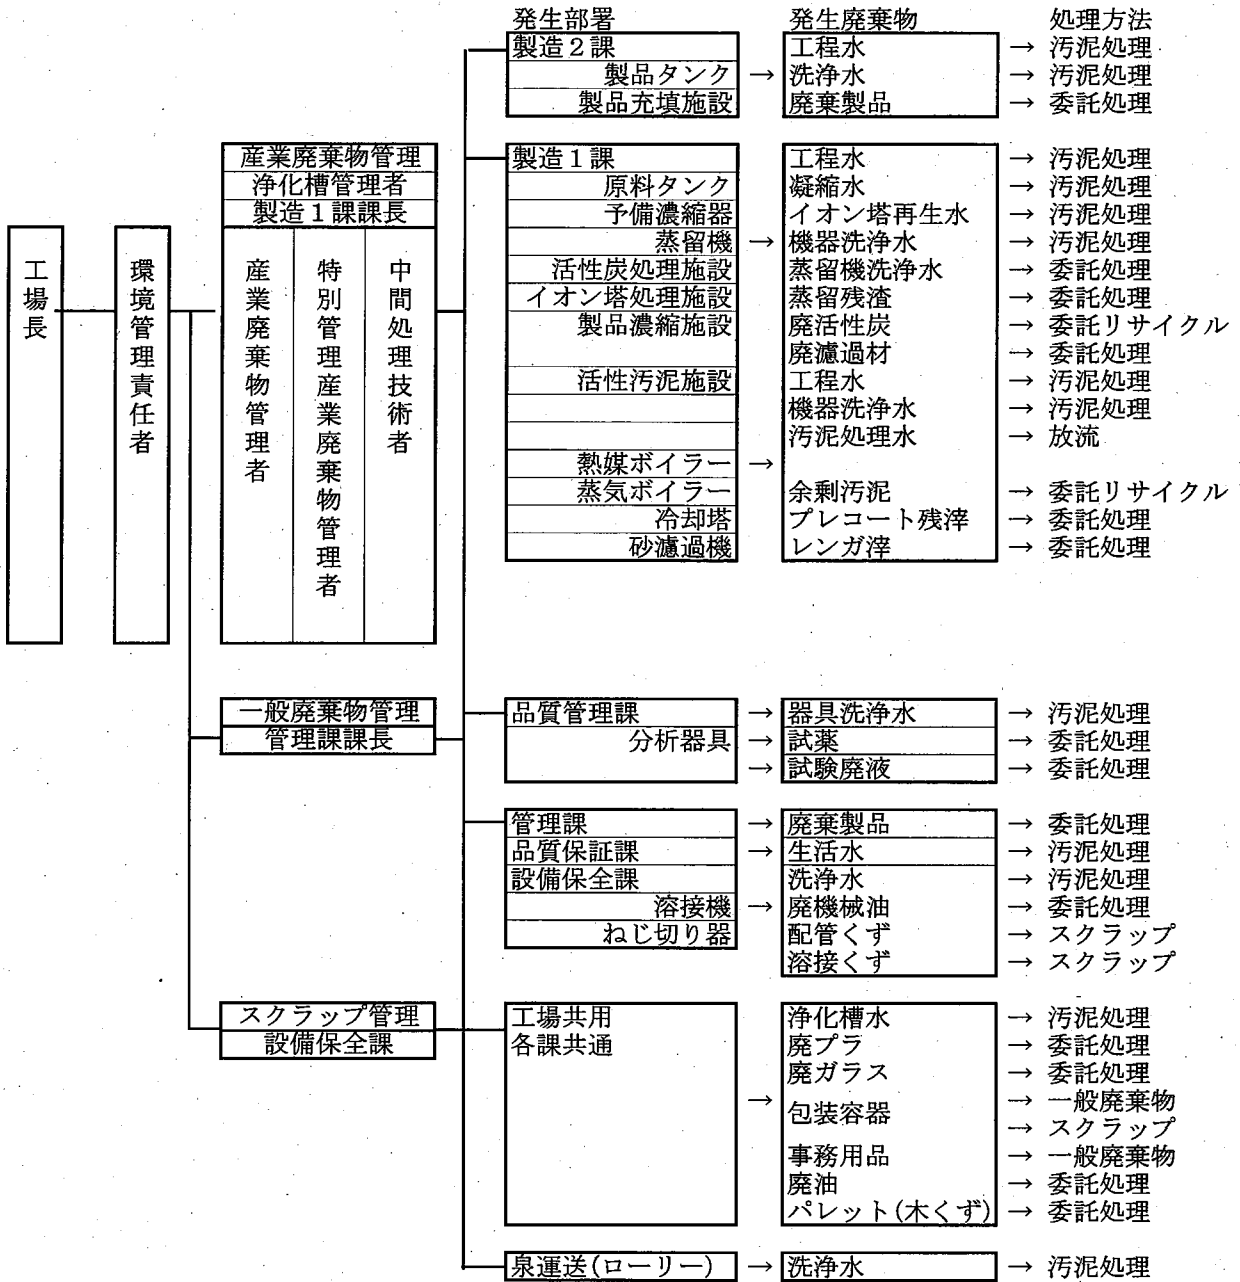 発生部署 発生廃棄物 処理方法
製造2課 工程水 → 汚泥処理
製品タンク → 洗浄水 → 汚泥処理
製品充填施設 廃棄製品 → 委託処理
産業廃棄物管理
浄化槽管理者
製造1課課長
工場長
環境管理責任者
産業廃棄物管理者
特別管理産業廃棄物管理者
中間処理技術者
製造1課 工程水 → 汚泥処理
原料タンク 凝縮水 → 汚泥処理
予備濃縮器 イオン塔再生水 → 汚泥処理
蒸留機 → 機器洗浄水 → 汚泥処理
活性炭処理施設 蒸留機洗浄水 → 委託処理
イオン塔処理施設 蒸留残渣 → 委託処理
製品濃縮施設 廃活性炭 → 委託リサイクル
廃濾過材 → 委託処理
活性汚泥施設 工程水 → 汚泥処理
機器洗浄水 → 汚泥処理
汚泥処理水 → 放流
熱媒ボイラー →
蒸気ボイラー 余剰汚泥 → 委託リサイクル
冷却塔 プレコート残滓 → 委託処理
砂濾過機 レンガ滓 → 委託処理
一般廃棄物管理
管理課課長
品質管理課 → 器具洗浄水 → 汚泥処理
分析器具 → 試薬 → 委託処理
→ 試験廃液 → 委託処理
管理課 → 廃棄製品 → 委託処理
品質保証課 → 生活水 → 汚泥処理
設備保全課 洗浄水 → 汚泥処理
溶接機 → 廃機械油 → 委託処理
ねじ切り器 配管くず → スクラップ
溶接くず → スクラップ
スクラップ管理
設備保全課
工場共用 浄化槽水 → 汚泥処理
各課共通 廃プラ → 委託処理
廃ガラス → 委託処理
→ 包装容器 → 一般廃棄物
→ スクラップ
事務用品 → 一般廃棄物
廃油 → 委託処理
パレット(木くず) → 委託処理
泉運送(ローリー) → 洗浄水 → 汚泥処理